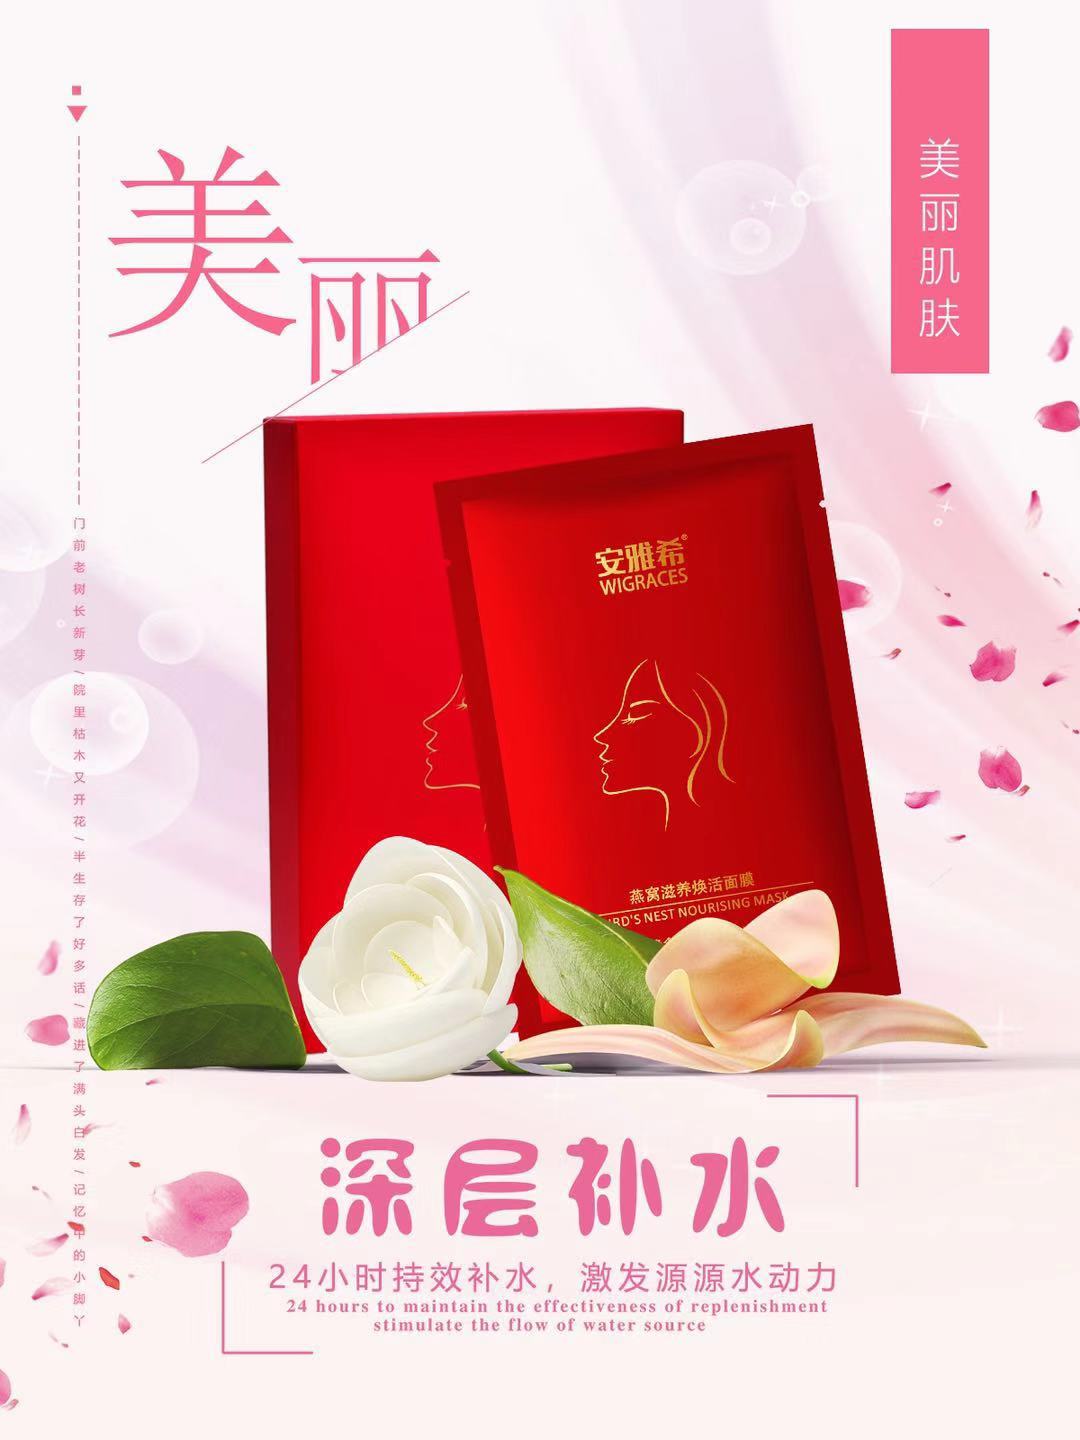 美丽
美丽肌肤
门前老树长新芽/院里枯木又开花/半生存了好多话/藏进了满头白发/记忆中的小脚丫
安雅希®
WIGRACES
燕窝滋养焕活面膜
BIRD'S NEST NOURISING MASK
深层补水
24小时持效补水，激发源源水动力
24 hours to maintain the effectiveness of replenishment
stimulate the flow of water source